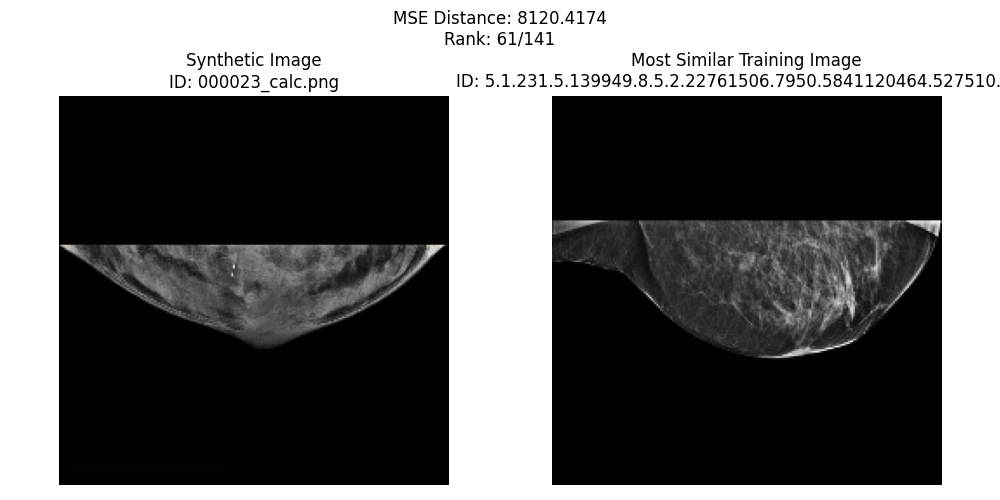 MSE Distance: 8120.4174
Rank: 61/141
Synthetic Image
ID: 000023_calc.png
Most Similar Training Image
ID: 5.1.231.5.139949.8.5.2.22761506.7950.5841120464.527510.